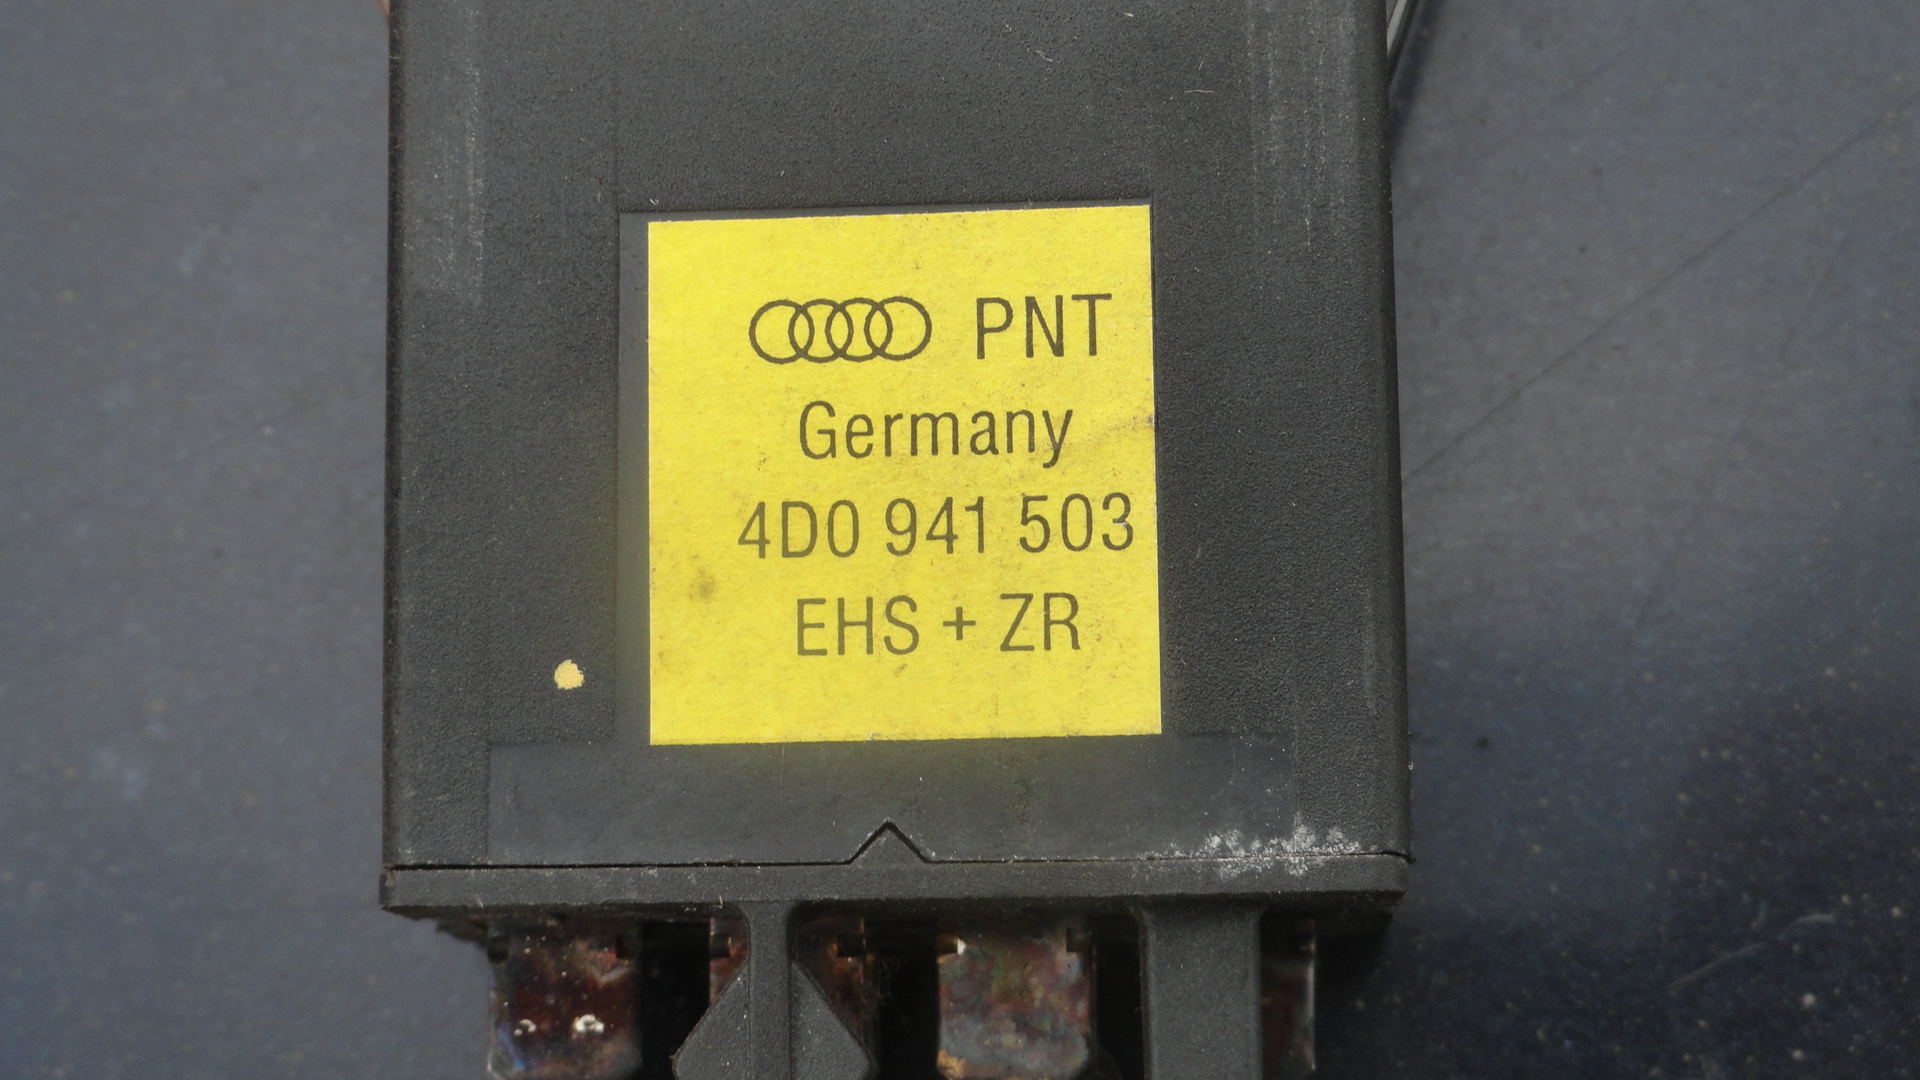 PNT
Germany
4D0 941 503
EHS + ZR